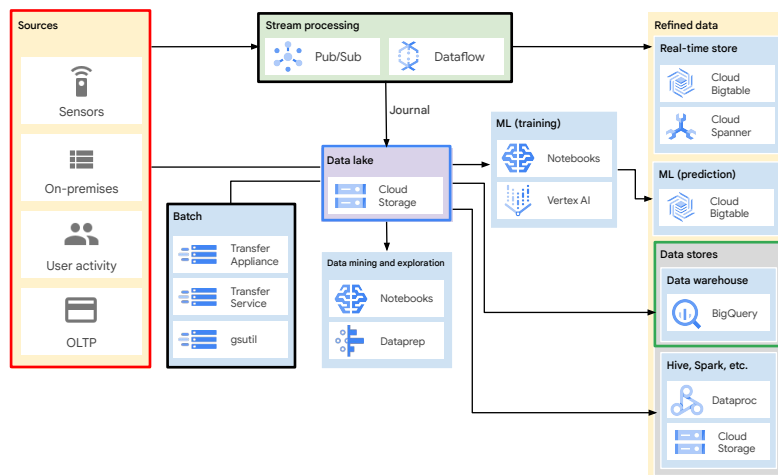 Sources
Sensors
On-premises
User activity
OLTP
Stream processing
Pub/Sub
Dataflow
Journal
Data lake
Cloud
Storage
Batch
Transfer
Appliance
Transfer
Service
gsutil
Data mining and exploration
Notebooks
Dataprep
ML (training)
Notebooks
Vertex AI
Refined data
Real-time store
Cloud
Bigtable
Cloud
Spanner
ML (prediction)
Cloud
Bigtable
Data stores
Data warehouse
BigQuery
Hive, Spark, etc.
Dataproc
Cloud
Storage